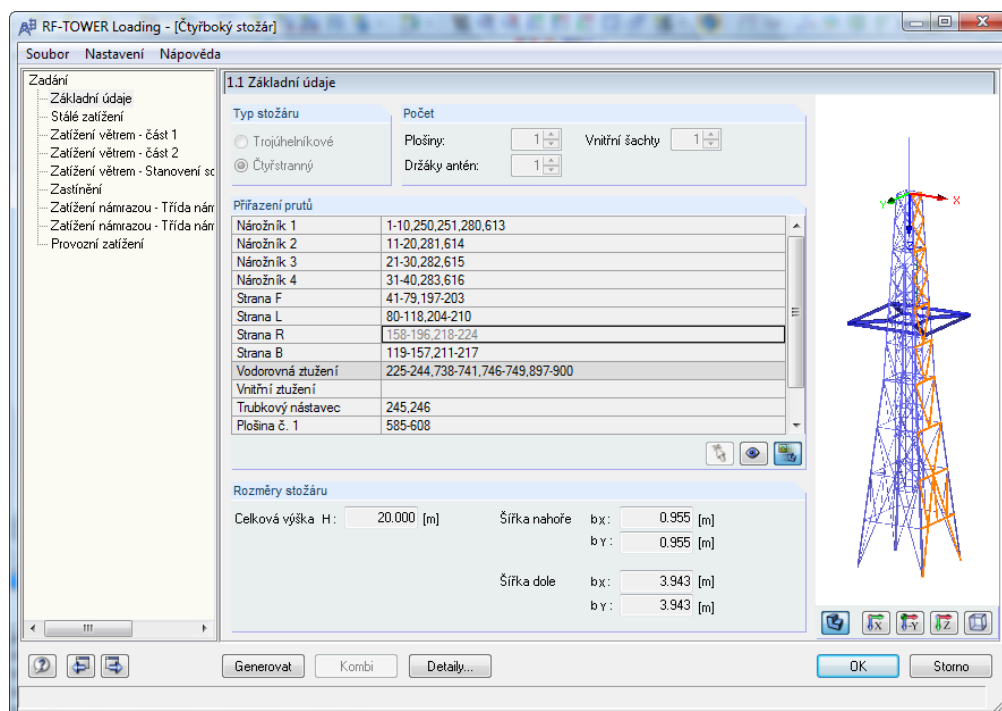 RF-TOWER Loading - [Čtyřboký stožár]
Soubor Nastavení Nápověda
Zadání
Základní údaje
Stálé zatížení
Zatížení větrem - část 1
Zatížení větrem - část 2
Zatížení větrem - Stanovení sc
Zastínění
Zatížení námrazou - Třída nám
Zatížení námrazou - Třída nám
Provozní zatížení
1.1 Základní údaje
Typ stožáru
Trojúhelníkové
Čtyřstranný
Počet
Plošiny: 1 Vnitřní šachty 1
Držáky antén: 1
Přiřazení prutů
Nárožník 1 1-10,250,251,280,613
Nárožník 2 11-20,281,614
Nárožník 3 21-30,282,615
Nárožník 4 31-40,283,616
Strana F 41-79,197-203
Strana L 80-118,204-210
Strana R 158-196,218-224
Strana B 119-157,211-217
Vodorovná ztužení 225-244,738-741,746-749,897-900
Vnitřní ztužení
Trubkový nástavec 245,246
Plošina č. 1 585-608
Rozměry stožáru
Celková výška H: 20.000 [m] Šířka nahoře bX: 0.955 [m]
bY: 0.955 [m]
Šířka dole bX: 3.943 [m]
bY: 3.943 [m]
Y X
X -Y Z
Generovat Kombi Detaily... OK Storno